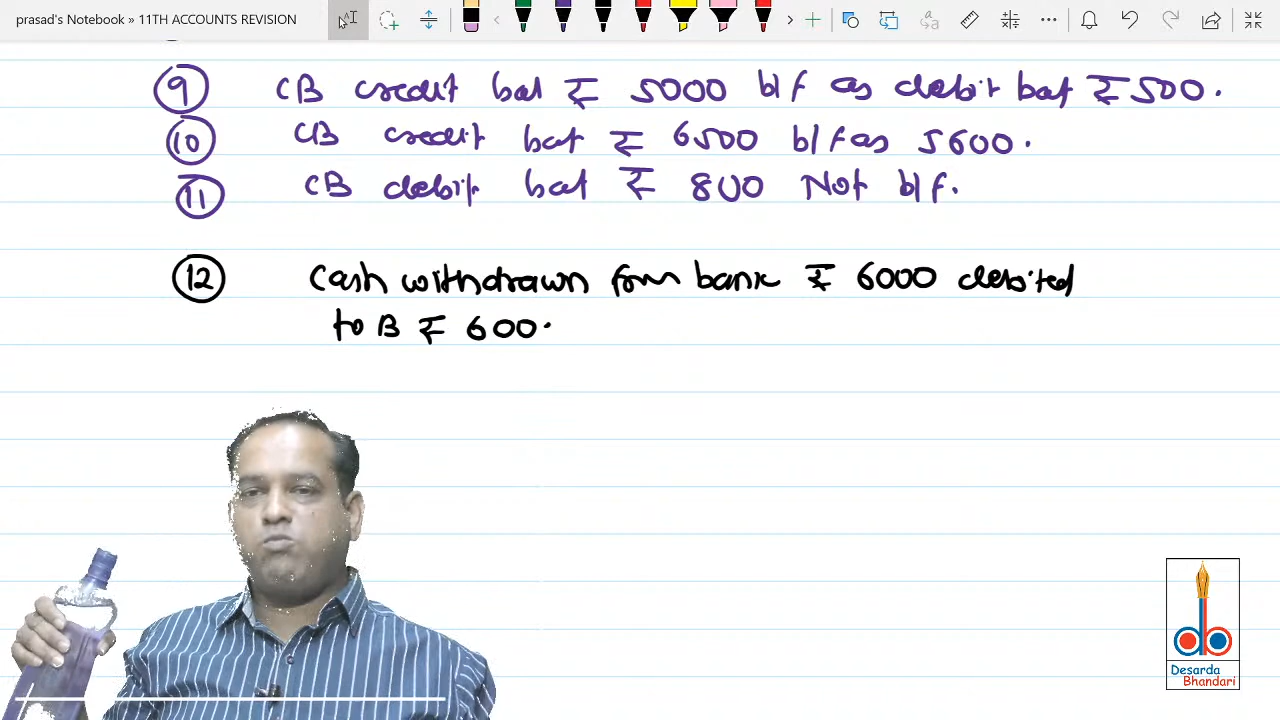 prasad's Notebook » 11TH ACCOUNTS REVISION
9 CB credit bal ₹ 5000 b/f as debit bal ₹ 500.
10 CB credit bal ₹ 6500 b/f as 5600.
11 CB debit bal ₹ 800 Not b/f.
12 Cash withdrawn from bank ₹ 6000 debited
to B ₹ 600.
Desarda
Bhandari